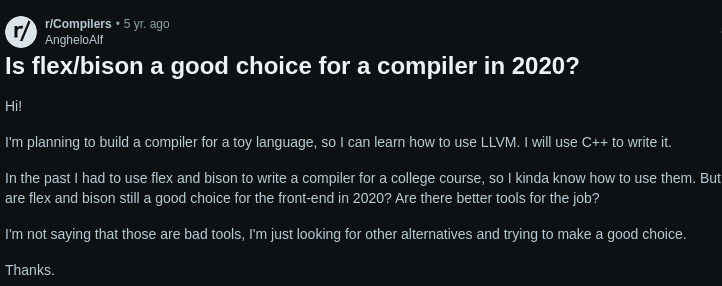 r/ r/Compilers • 5 yr. ago
AngheloAlf
Is flex/bison a good choice for a compiler in 2020?
Hi!
I'm planning to build a compiler for a toy language, so I can learn how to use LLVM. I will use C++ to write it.
In the past I had to use flex and bison to write a compiler for a college course, so I kinda know how to use them. But
are flex and bison still a good choice for the front-end in 2020? Are there better tools for the job?
I'm not saying that those are bad tools, I'm just looking for other alternatives and trying to make a good choice.
Thanks.